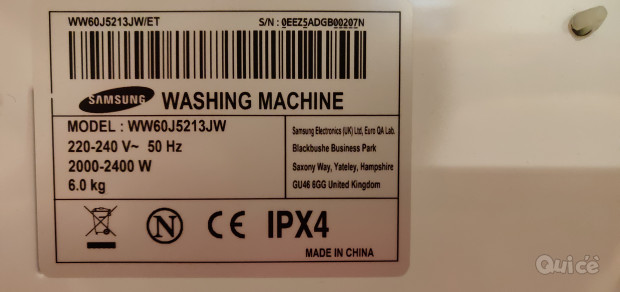 WW60J5213JW/ET S/N : 0EEZ5ADGB00207N
SAMSUNG WASHING MACHINE
MODEL : WW60J5213JW
220-240 V~ 50 Hz
2000-2400 W
6.0 kg
Samsung Electronics (UK) Ltd, Euro QA Lab.
Blackbushe Business Park
Saxony Way, Yateley, Hampshire
GU46 6GG United Kingdom
N CE IPX4
MADE IN CHINA
Quicè